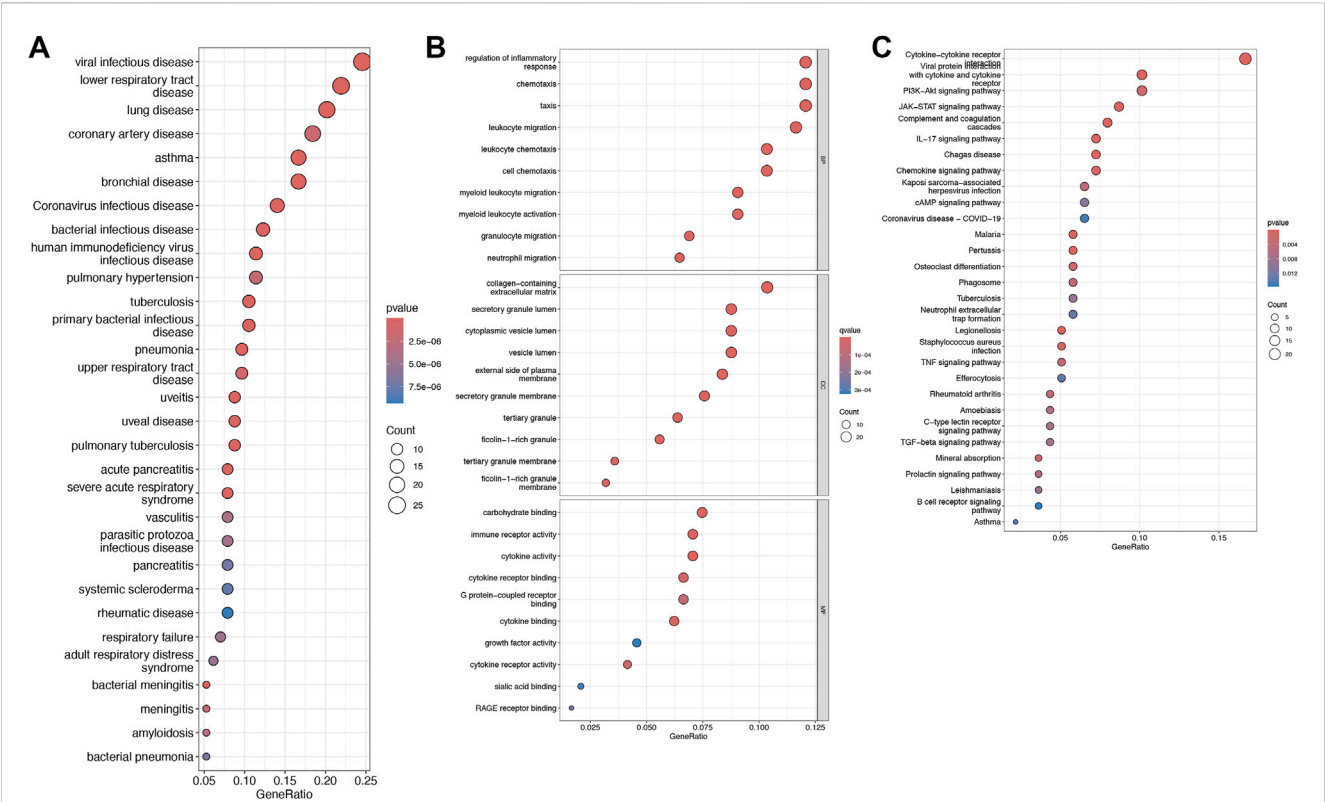 A
viral infectious disease
lower respiratory tract
disease
lung disease
coronary artery disease
asthma
bronchial disease
Coronavirus infectious disease
bacterial infectious disease
human immunodeficiency virus
infectious disease
pulmonary hypertension
tuberculosis
primary bacterial infectious
disease
pneumonia
upper respiratory tract
disease
uveitis
uveal disease
pulmonary tuberculosis
acute pancreatitis
severe acute respiratory
syndrome
vasculitis
parasitic protozoa
infectious disease
pancreatitis
systemic scleroderma
rheumatic disease
respiratory failure
adult respiratory distress
syndrome
bacterial meningitis
meningitis
amyloidosis
bacterial pneumonia
0.05 0.10 0.15 0.20 0.25
GeneRatio
pvalue
2.5e−06
5.0e−06
7.5e−06
Count
10
15
20
25
B
regulation of inflammatory
response
chemotaxis
taxis
leukocyte migration
leukocyte chemotaxis
cell chemotaxis
myeloid leukocyte migration
myeloid leukocyte activation
granulocyte migration
neutrophil migration
BP
collagen−containing
extracellular matrix
secretory granule lumen
cytoplasmic vesicle lumen
vesicle lumen
external side of plasma
membrane
secretory granule membrane
tertiary granule
ficolin−1−rich granule
tertiary granule membrane
ficolin−1−rich granule
membrane
CC
carbohydrate binding
immune receptor activity
cytokine activity
cytokine receptor binding
G protein−coupled receptor
binding
cytokine binding
growth factor activity
cytokine receptor activity
sialic acid binding
RAGE receptor binding
MF
0.025 0.050 0.075 0.100 0.125
GeneRatio
qvalue
1e−04
2e−04
3e−04
Count
10
20
C
Cytokine−cytokine receptor
interaction
Viral protein interaction
with cytokine and cytokine
receptor
PI3K−Akt signaling pathway
JAK−STAT signaling pathway
Complement and coagulation
cascades
IL−17 signaling pathway
Chagas disease
Chemokine signaling pathway
Kaposi sarcoma−associated
herpesvirus infection
cAMP signaling pathway
Coronavirus disease − COVID−19
Malaria
Pertussis
Osteoclast differentiation
Phagosome
Tuberculosis
Neutrophil extracellular
trap formation
Legionellosis
Staphylococcus aureus
infection
TNF signaling pathway
Efferocytosis
Rheumatoid arthritis
Amoebiasis
C−type lectin receptor
signaling pathway
TGF−beta signaling pathway
Mineral absorption
Prolactin signaling pathway
Leishmaniasis
B cell receptor signaling
pathway
Asthma
0.05 0.10 0.15
GeneRatio
pvalue
0.004
0.008
0.012
Count
5
10
15
20